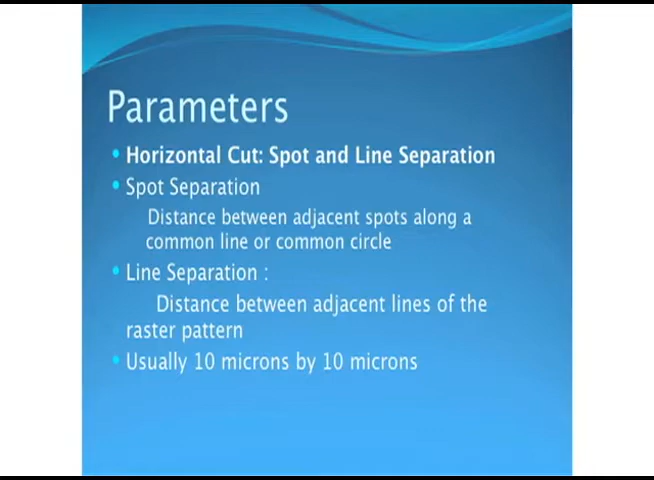 Parameters
Horizontal Cut: Spot and Line Separation
Spot Separation
Distance between adjacent spots along a
common line or common circle
Line Separation :
Distance between adjacent lines of the
raster pattern
Usually 10 microns by 10 microns